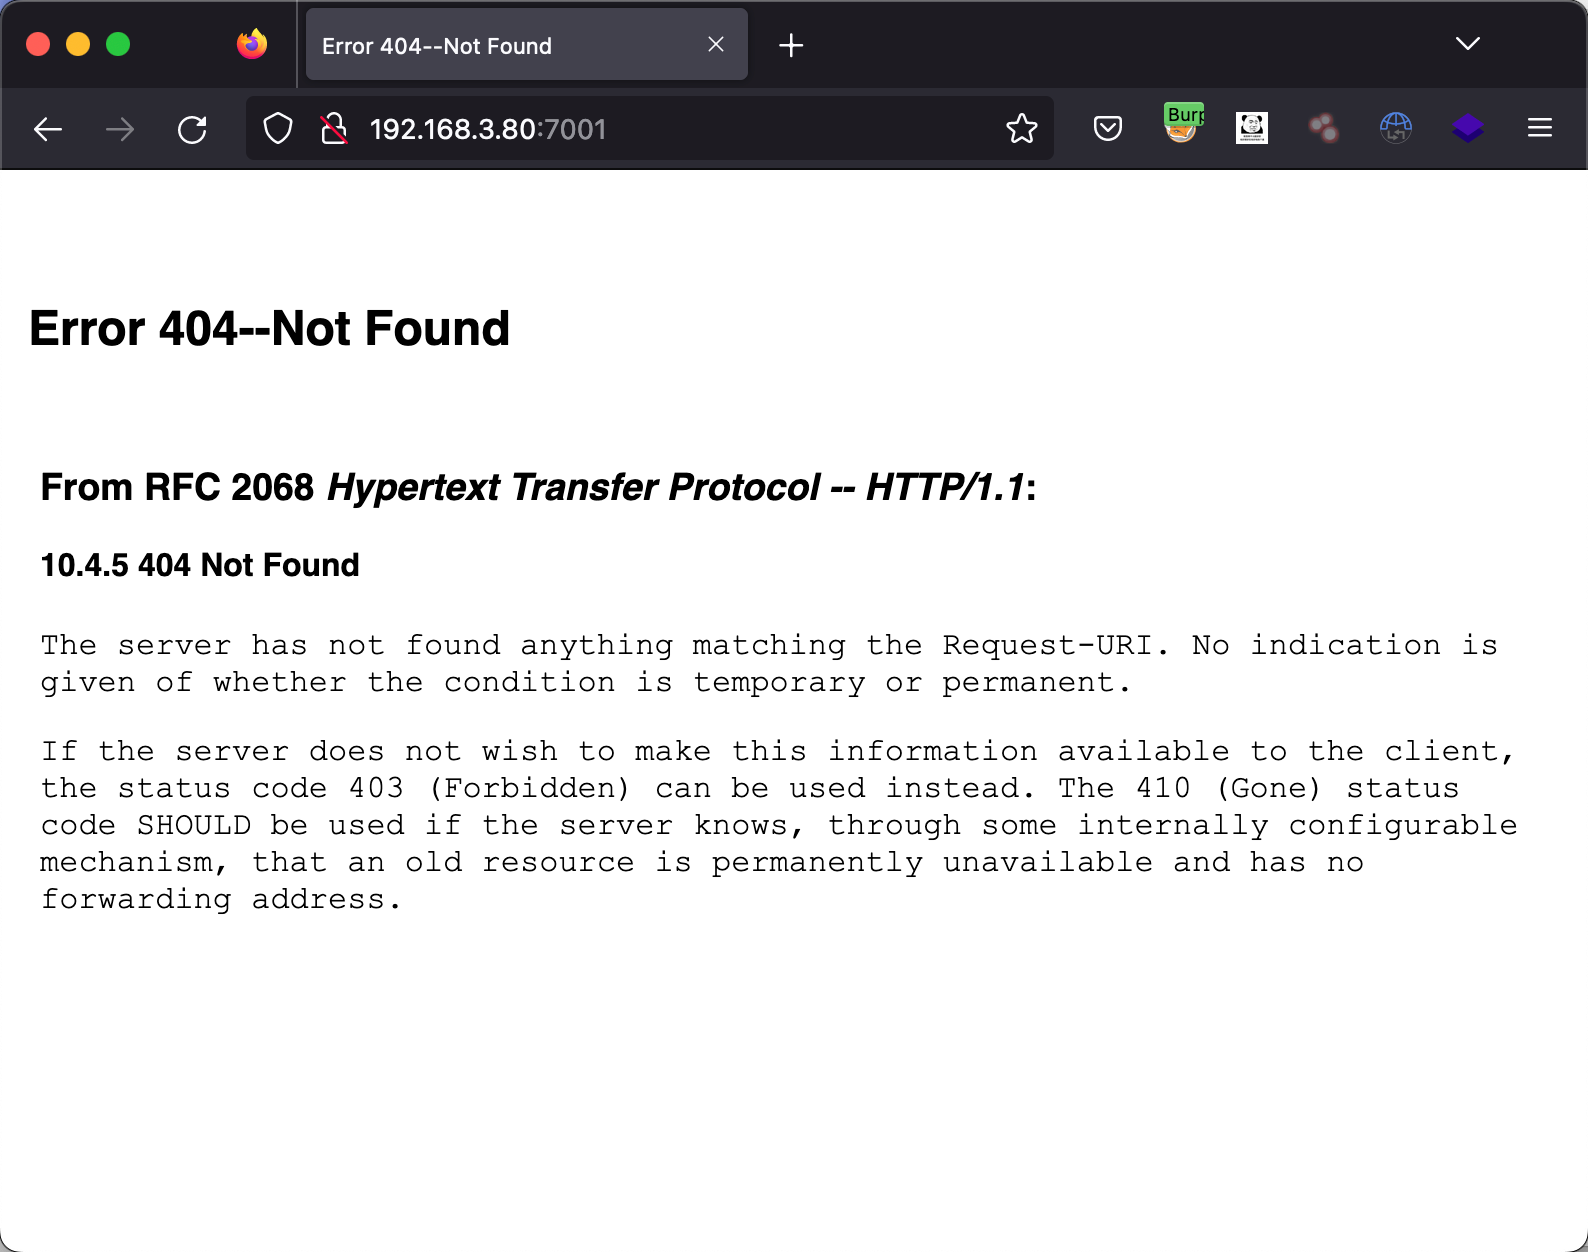 Error 404--Not Found
192.168.3.80:7001
Burp
Error 404--Not Found
From RFC 2068 Hypertext Transfer Protocol -- HTTP/1.1:
10.4.5 404 Not Found
The server has not found anything matching the Request-URI. No indication is
given of whether the condition is temporary or permanent.
If the server does not wish to make this information available to the client,
the status code 403 (Forbidden) can be used instead. The 410 (Gone) status
code SHOULD be used if the server knows, through some internally configurable
mechanism, that an old resource is permanently unavailable and has no
forwarding address.